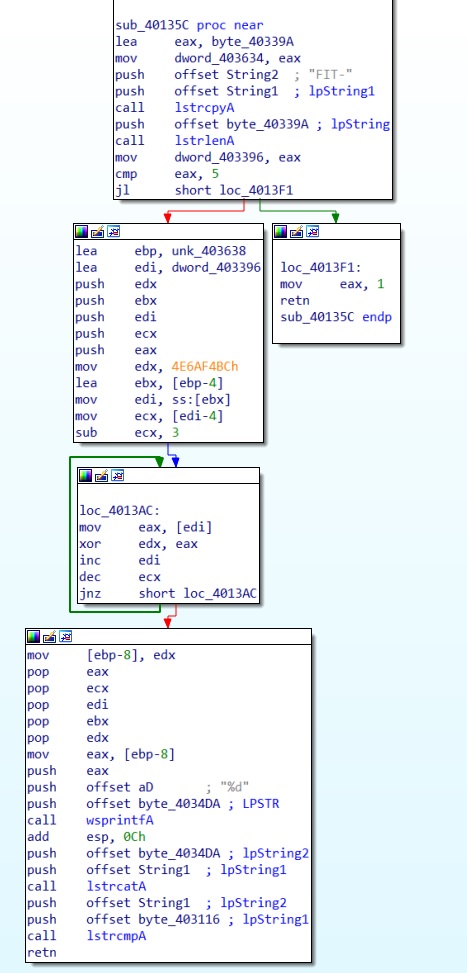 sub_40135C proc near
lea eax, byte_40339A
mov dword_403634, eax
push offset String2 ; "FIT-"
push offset String1 ; lpString1
call lstrcpyA
push offset byte_40339A ; lpString
call lstrlenA
mov dword_403396, eax
cmp eax, 5
jl short loc_4013F1
lea ebp, unk_403638
lea edi, dword_403396
push edx
push ebx
push edi
push ecx
push eax
mov edx, 4E6AF4BCh
lea ebx, [ebp-4]
mov edi, ss:[ebx]
mov ecx, [edi-4]
sub ecx, 3
loc_4013F1:
mov eax, 1
retn
sub_40135C endp
loc_4013AC:
mov eax, [edi]
xor edx, eax
inc edi
dec ecx
jnz short loc_4013AC
mov [ebp-8], edx
pop eax
pop ecx
pop edi
pop ebx
pop edx
mov eax, [ebp-8]
push eax
push offset aD ; "%d"
push offset byte_4034DA ; LPSTR
call wsprintfA
add esp, 0Ch
push offset byte_4034DA ; lpString2
push offset String1 ; lpString1
call lstrcatA
push offset String1 ; lpString2
push offset byte_403116 ; lpString1
call lstrcmpA
retn